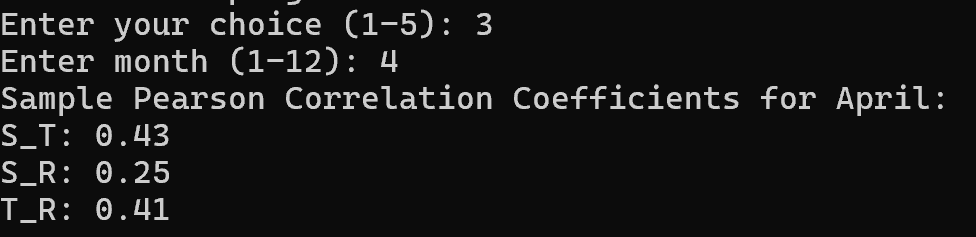 Enter your choice (1-5): 3
Enter month (1-12): 4
Sample Pearson Correlation Coefficients for April:
S_T: 0.43
S_R: 0.25
T_R: 0.41